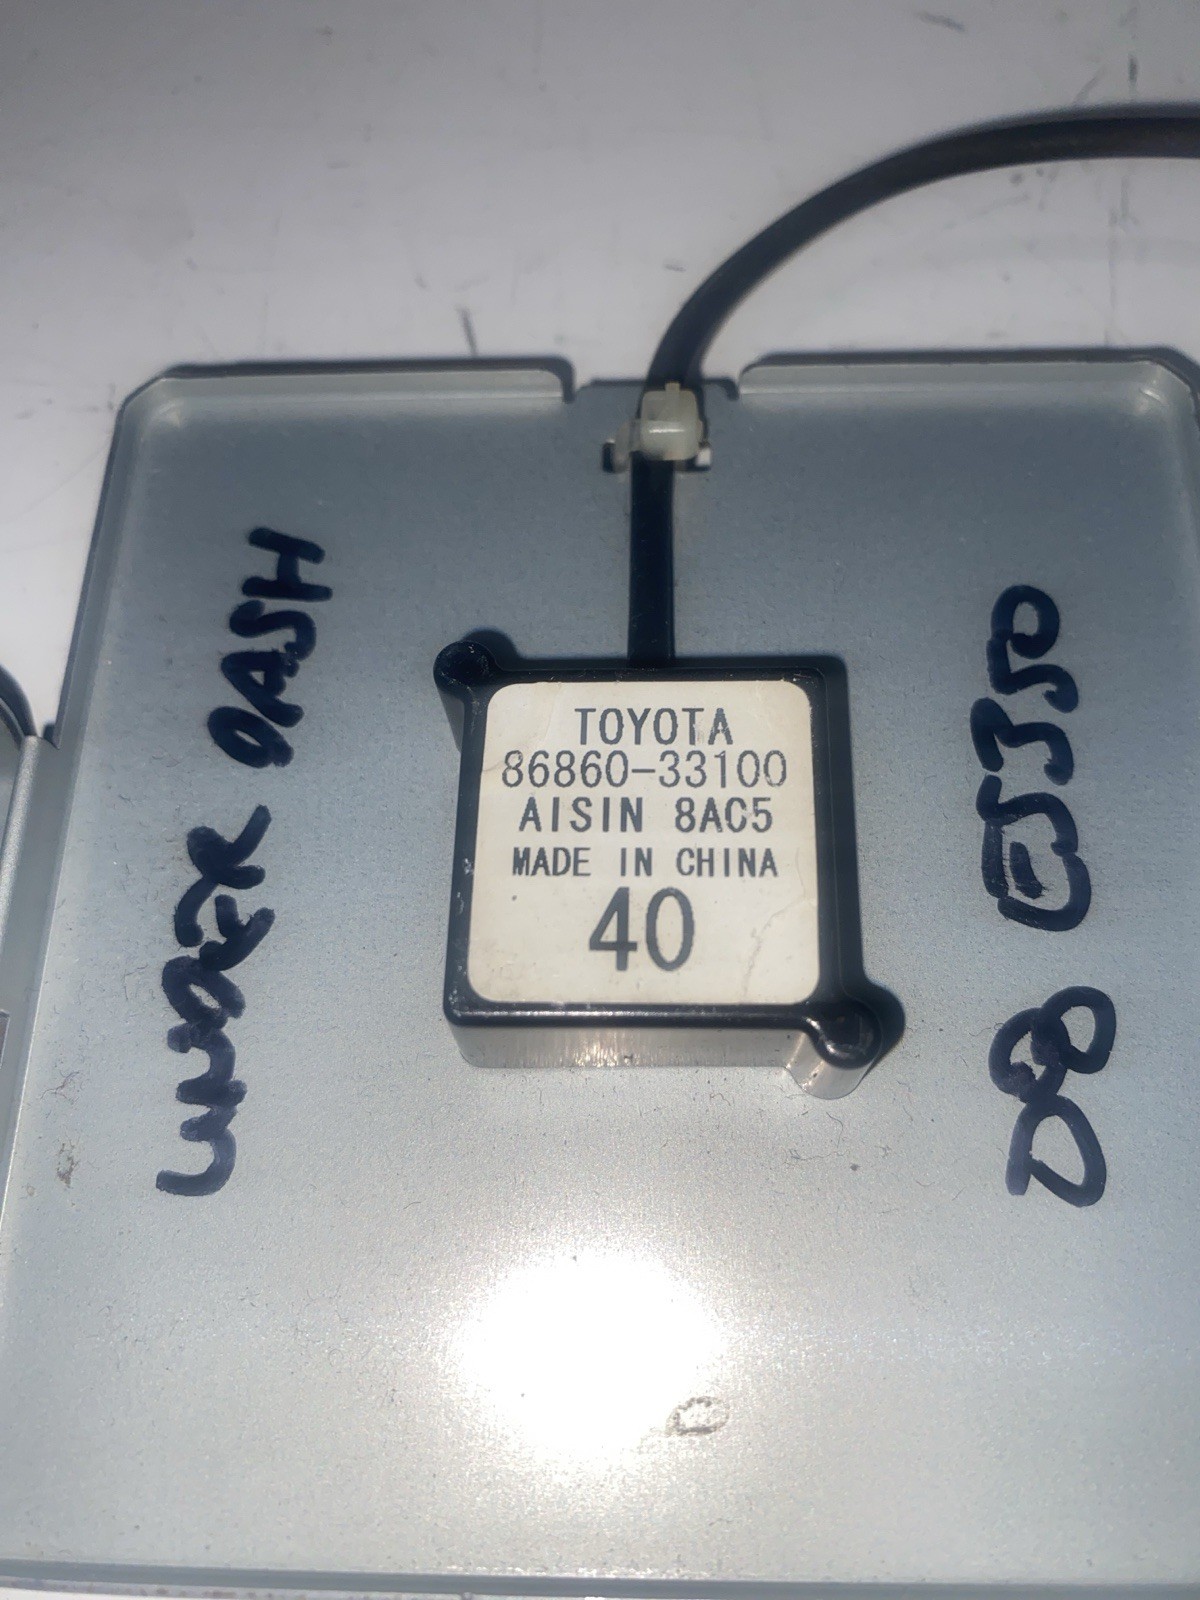 UNDER DASH
TOYOTA
86860-33100
AISIN 8AC5
MADE IN CHINA
40
08 ES350